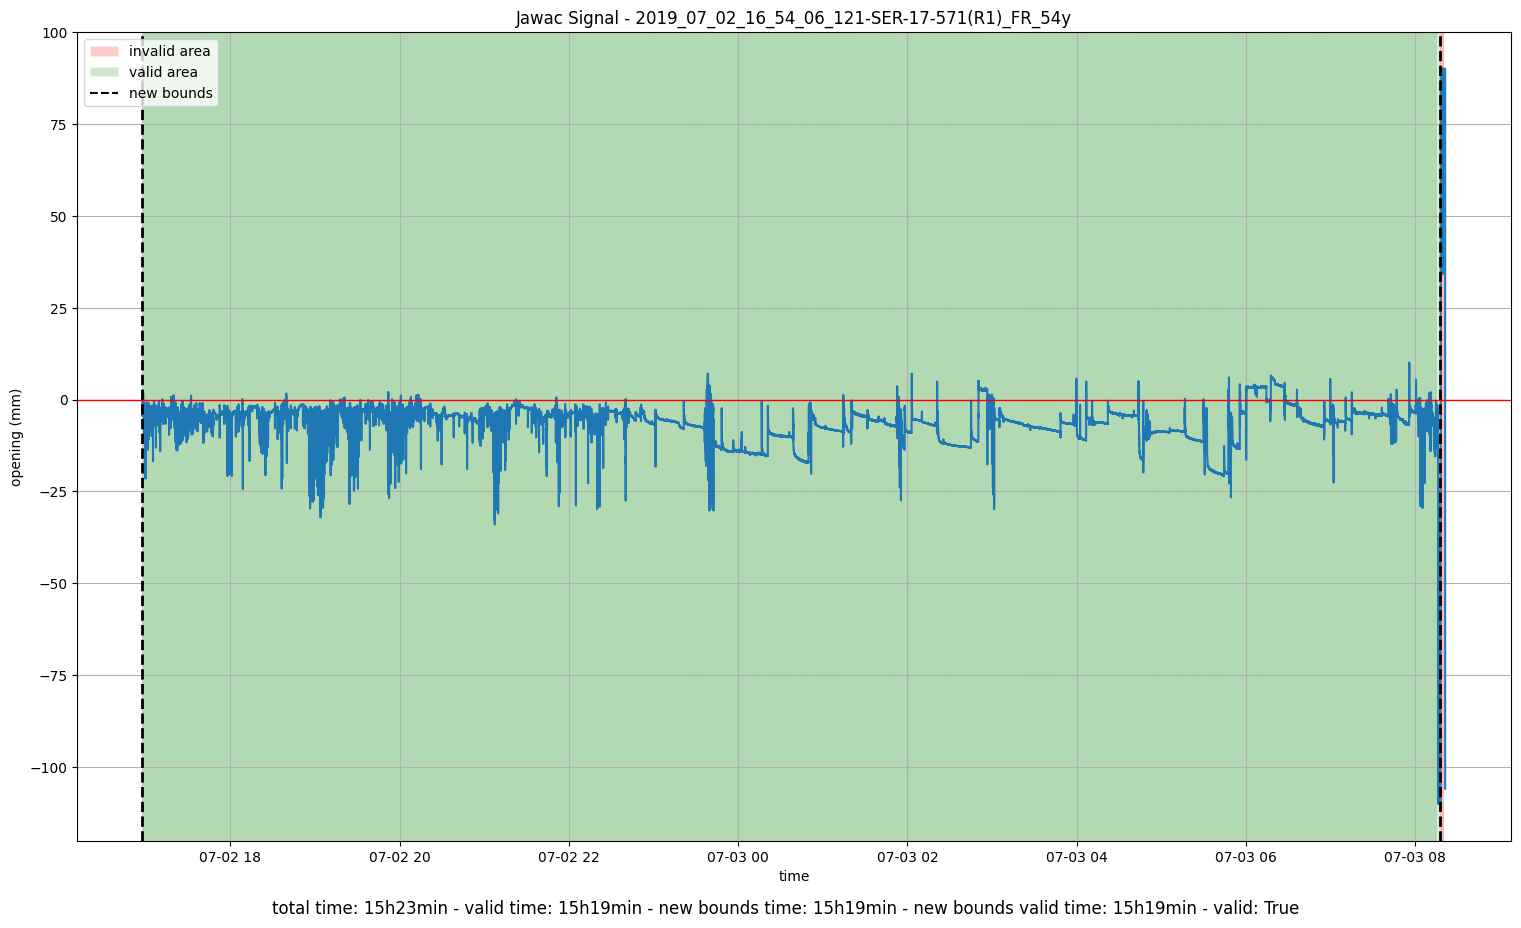 Jawac Signal - 2019_07_02_16_54_06_121-SER-17-571(R1)_FR_54y
invalid area
valid area
new bounds
100
75
50
25
0
−25
−50
−75
−100
opening (mm)
07-02 18
07-02 20
07-02 22
07-03 00
07-03 02
07-03 04
07-03 06
07-03 08
time
total time: 15h23min - valid time: 15h19min - new bounds time: 15h19min - new bounds valid time: 15h19min - valid: True